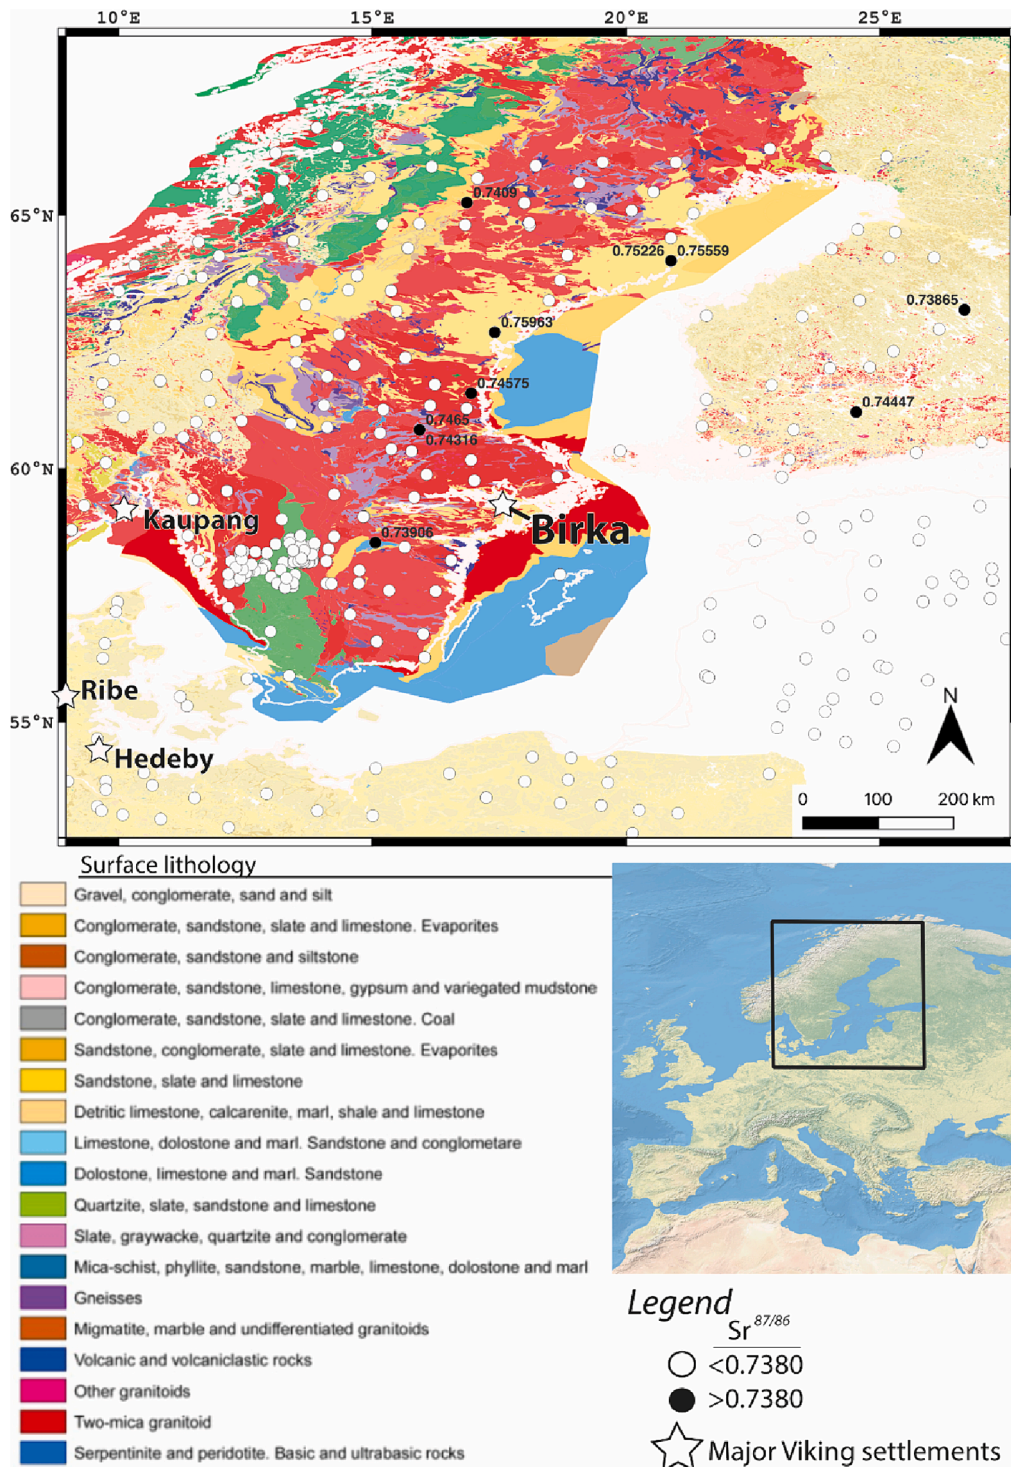 10°E 15°E 20°E 25°E
0.7409
65°N
0.75226 0.75559
0.73865
0.75963
0.74575
0.74447
0.7465
0.74316
60°N
Kaupang
Birka
0.73906
Ribe
N
55°N
Hedeby
0 100 200 km
Surface lithology
Gravel, conglomerate, sand and silt
Conglomerate, sandstone, slate and limestone. Evaporites
Conglomerate, sandstone and siltstone
Conglomerate, sandstone, limestone, gypsum and variegated mudstone
Conglomerate, sandstone, slate and limestone. Coal
Sandstone, conglomerate, slate and limestone. Evaporites
Sandstone, slate and limestone
Detritic limestone, calcarenite, marl, shale and limestone
Limestone, dolostone and marl. Sandstone and conglometare
Dolostone, limestone and marl. Sandstone
Quartzite, slate, sandstone and limestone
Slate, graywacke, quartzite and conglomerate
Mica-schist, phyllite, sandstone, marble, limestone, dolostone and marl
Gneisses
Migmatite, marble and undifferentiated granitoids
Volcanic and volcaniclastic rocks
Other granitoids
Two-mica granitoid
Serpentinite and peridotite. Basic and ultrabasic rocks
Legend
Sr 87/86
<0.7380
>0.7380
Major Viking settlements